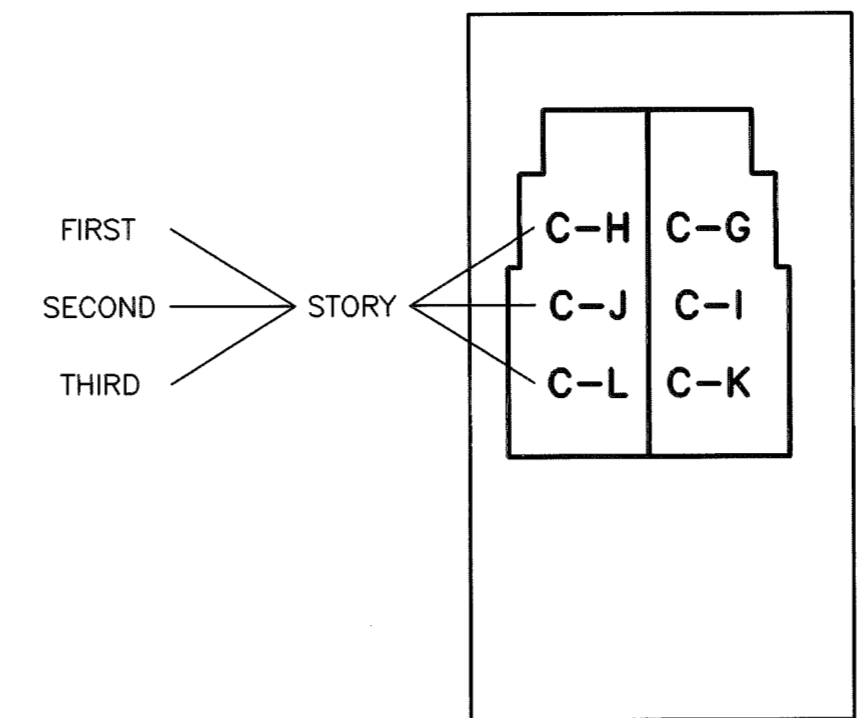 FIRST C–H C–G
SECOND STORY C–J C–I
THIRD C–L C–K